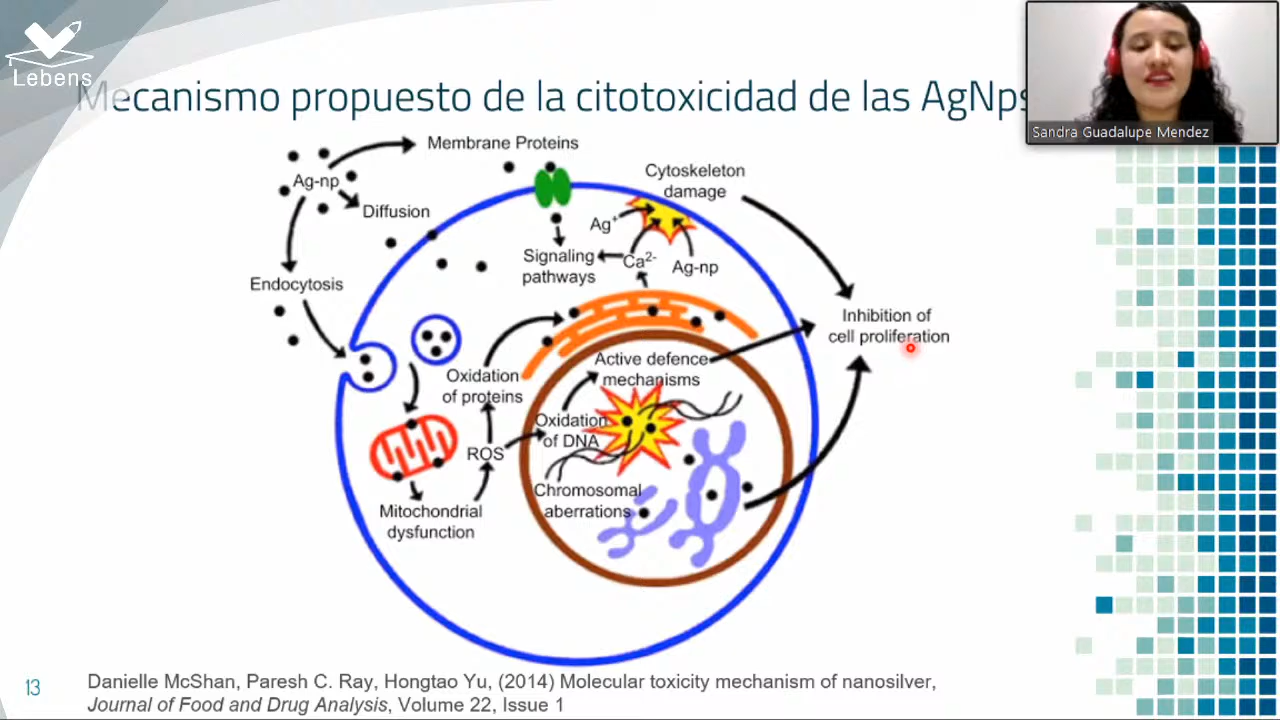 Lebens
Mecanismo propuesto de la citotoxicidad de las AgNps
Sandra Guadalupe Mendez
Membrane Proteins
Ag-np
Diffusion
Endocytosis
Cytoskeleton
damage
Ag⁺
Signaling
pathways
Ca²⁻
Ag-np
Inhibition of
cell proliferation
Active defence
mechanisms
Oxidation
of proteins
Oxidation
of DNA
ROS
Chromosomal
aberrations
Mitochondrial
dysfunction
13
Danielle McShan, Paresh C. Ray, Hongtao Yu, (2014) Molecular toxicity mechanism of nanosilver,
Journal of Food and Drug Analysis, Volume 22, Issue 1